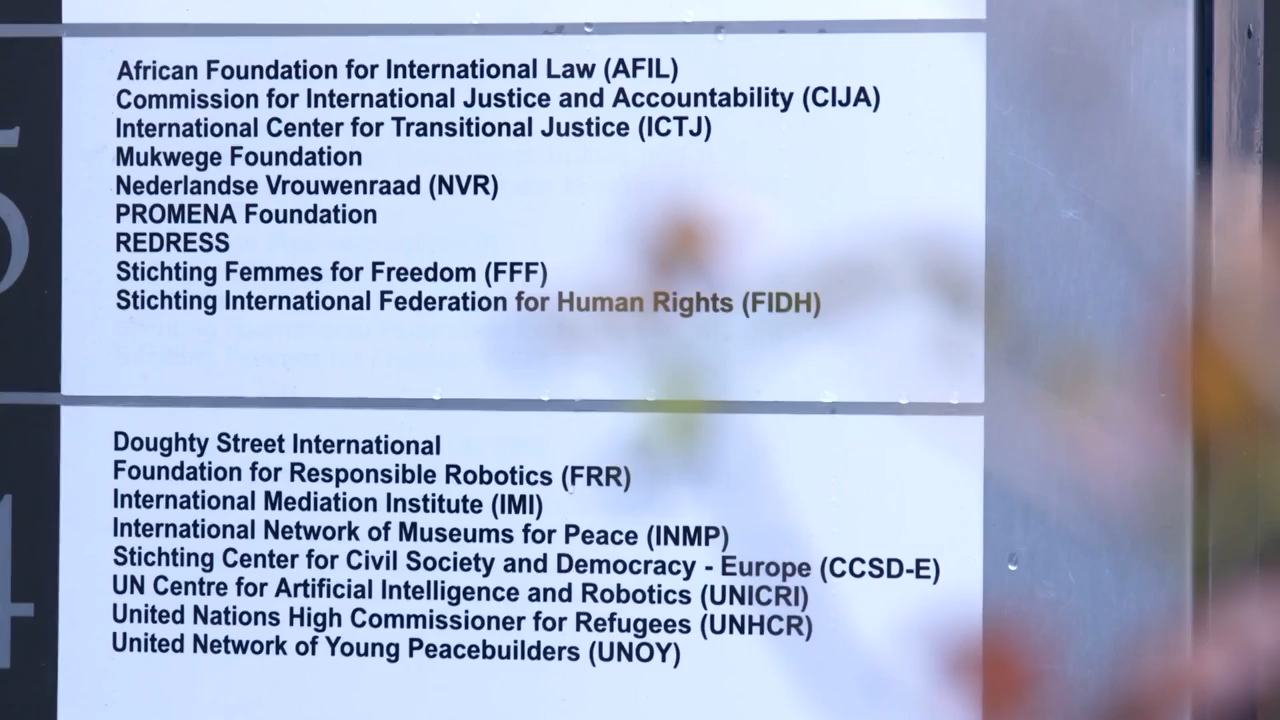 5
African Foundation for International Law (AFIL)
Commission for International Justice and Accountability (CIJA)
International Center for Transitional Justice (ICTJ)
Mukwege Foundation
Nederlandse Vrouwenraad (NVR)
PROMENA Foundation
REDRESS
Stichting Femmes for Freedom (FFF)
Stichting International Federation for Human Rights (FIDH)
4
Doughty Street International
Foundation for Responsible Robotics (FRR)
International Mediation Institute (IMI)
International Network of Museums for Peace (INMP)
Stichting Center for Civil Society and Democracy - Europe (CCSD-E)
UN Centre for Artificial Intelligence and Robotics (UNICRI)
United Nations High Commissioner for Refugees (UNHCR)
United Network of Young Peacebuilders (UNOY)